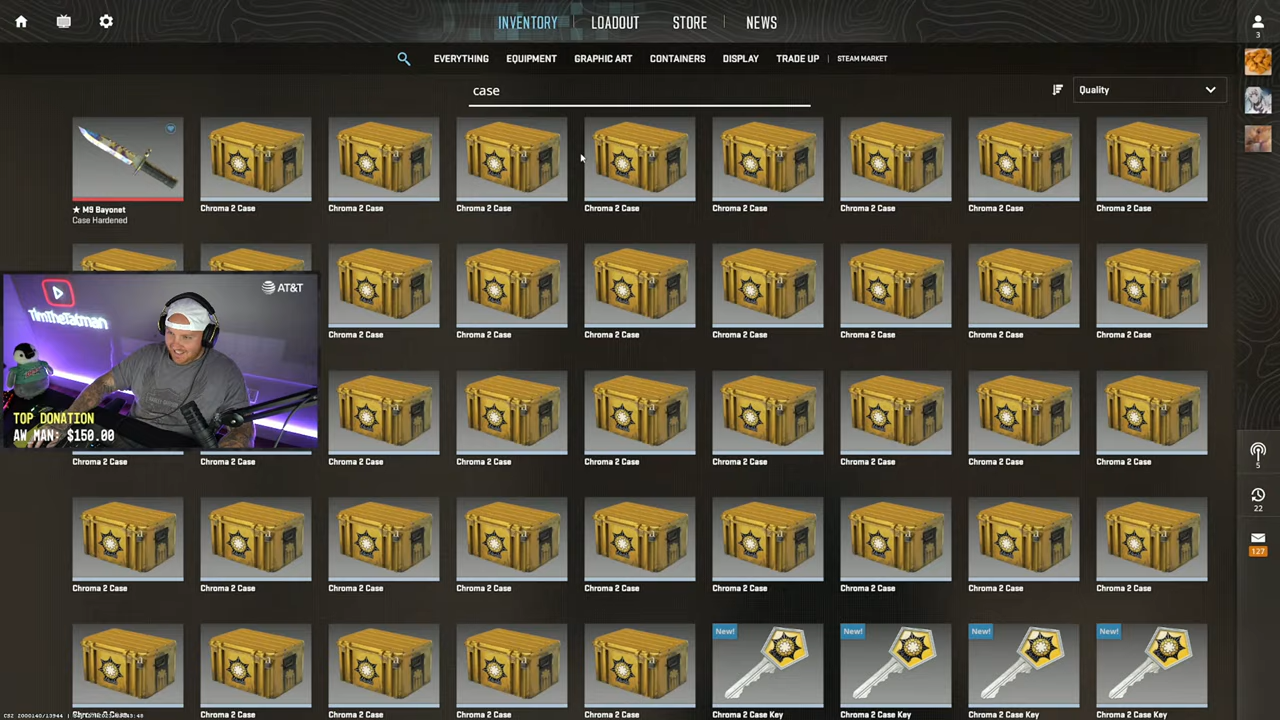 3
INVENTORY LOADOUT STORE NEWS
EVERYTHING EQUIPMENT GRAPHIC ART CONTAINERS DISPLAY TRADE UP STEAM MARKET
case
Quality
★ M9 Bayonet
Case Hardened
Chroma 2 Case Chroma 2 Case Chroma 2 Case Chroma 2 Case Chroma 2 Case Chroma 2 Case Chroma 2 Case Chroma 2 Case
AT&T
TimTheTatman
TOP DONATION
AW MAN: $150.00
Chroma 2 Case Chroma 2 Case Chroma 2 Case Chroma 2 Case Chroma 2 Case Chroma 2 Case Chroma 2 Case
Chroma 2 Case Chroma 2 Case Chroma 2 Case Chroma 2 Case Chroma 2 Case Chroma 2 Case Chroma 2 Case
5
22
127
Chroma 2 Case Chroma 2 Case Chroma 2 Case Chroma 2 Case Chroma 2 Case Chroma 2 Case Chroma 2 Case Chroma 2 Case Chroma 2 Case
New! New! New! New!
Chroma 2 Case Chroma 2 Case Chroma 2 Case Chroma 2 Case Chroma 2 Case Key Chroma 2 Case Key Chroma 2 Case Key Chroma 2 Case Key